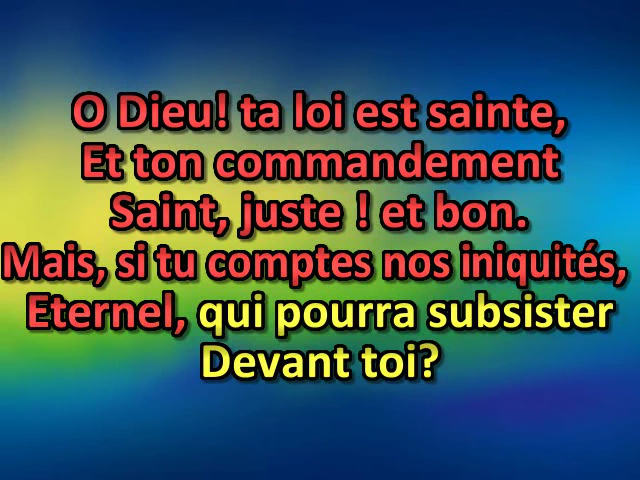 O Dieu! ta loi est sainte,
Et ton commandement
Saint, juste ! et bon.
Mais, si tu comptes nos iniquités,
Eternel, qui pourra subsister
Devant toi?